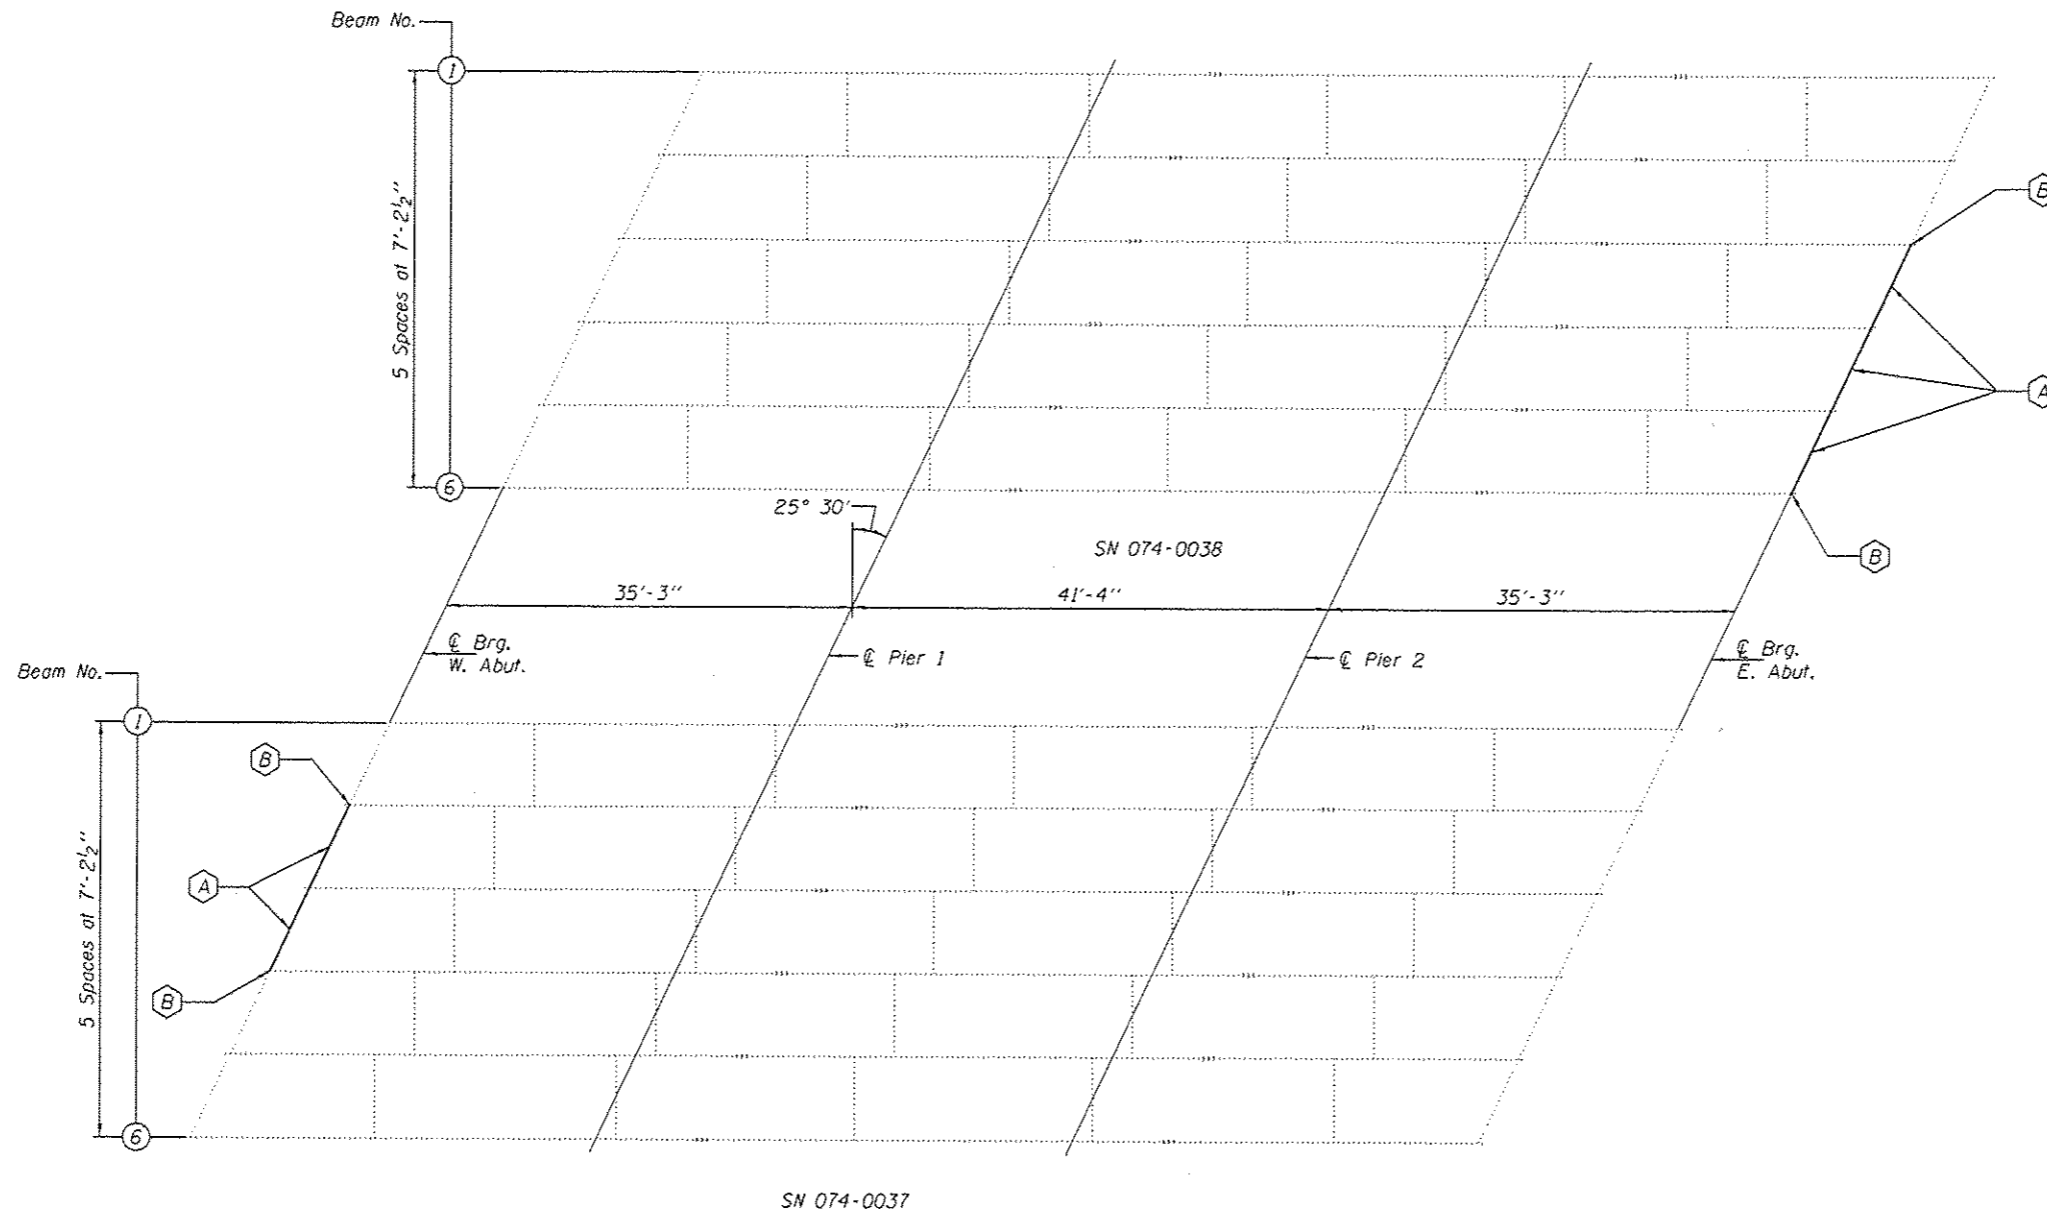 Beam No.
1
B
5 Spaces at 7'-2½"
A
6
25° 30'
SN 074-0038
B
35'-3"
41'-4"
35'-3"
℄ Brg.
W. Abut.
℄ Pier 1
℄ Pier 2
℄ Brg.
E. Abut.
Beam No.
1
B
5 Spaces at 7'-2½"
A
B
6
SN 074-0037